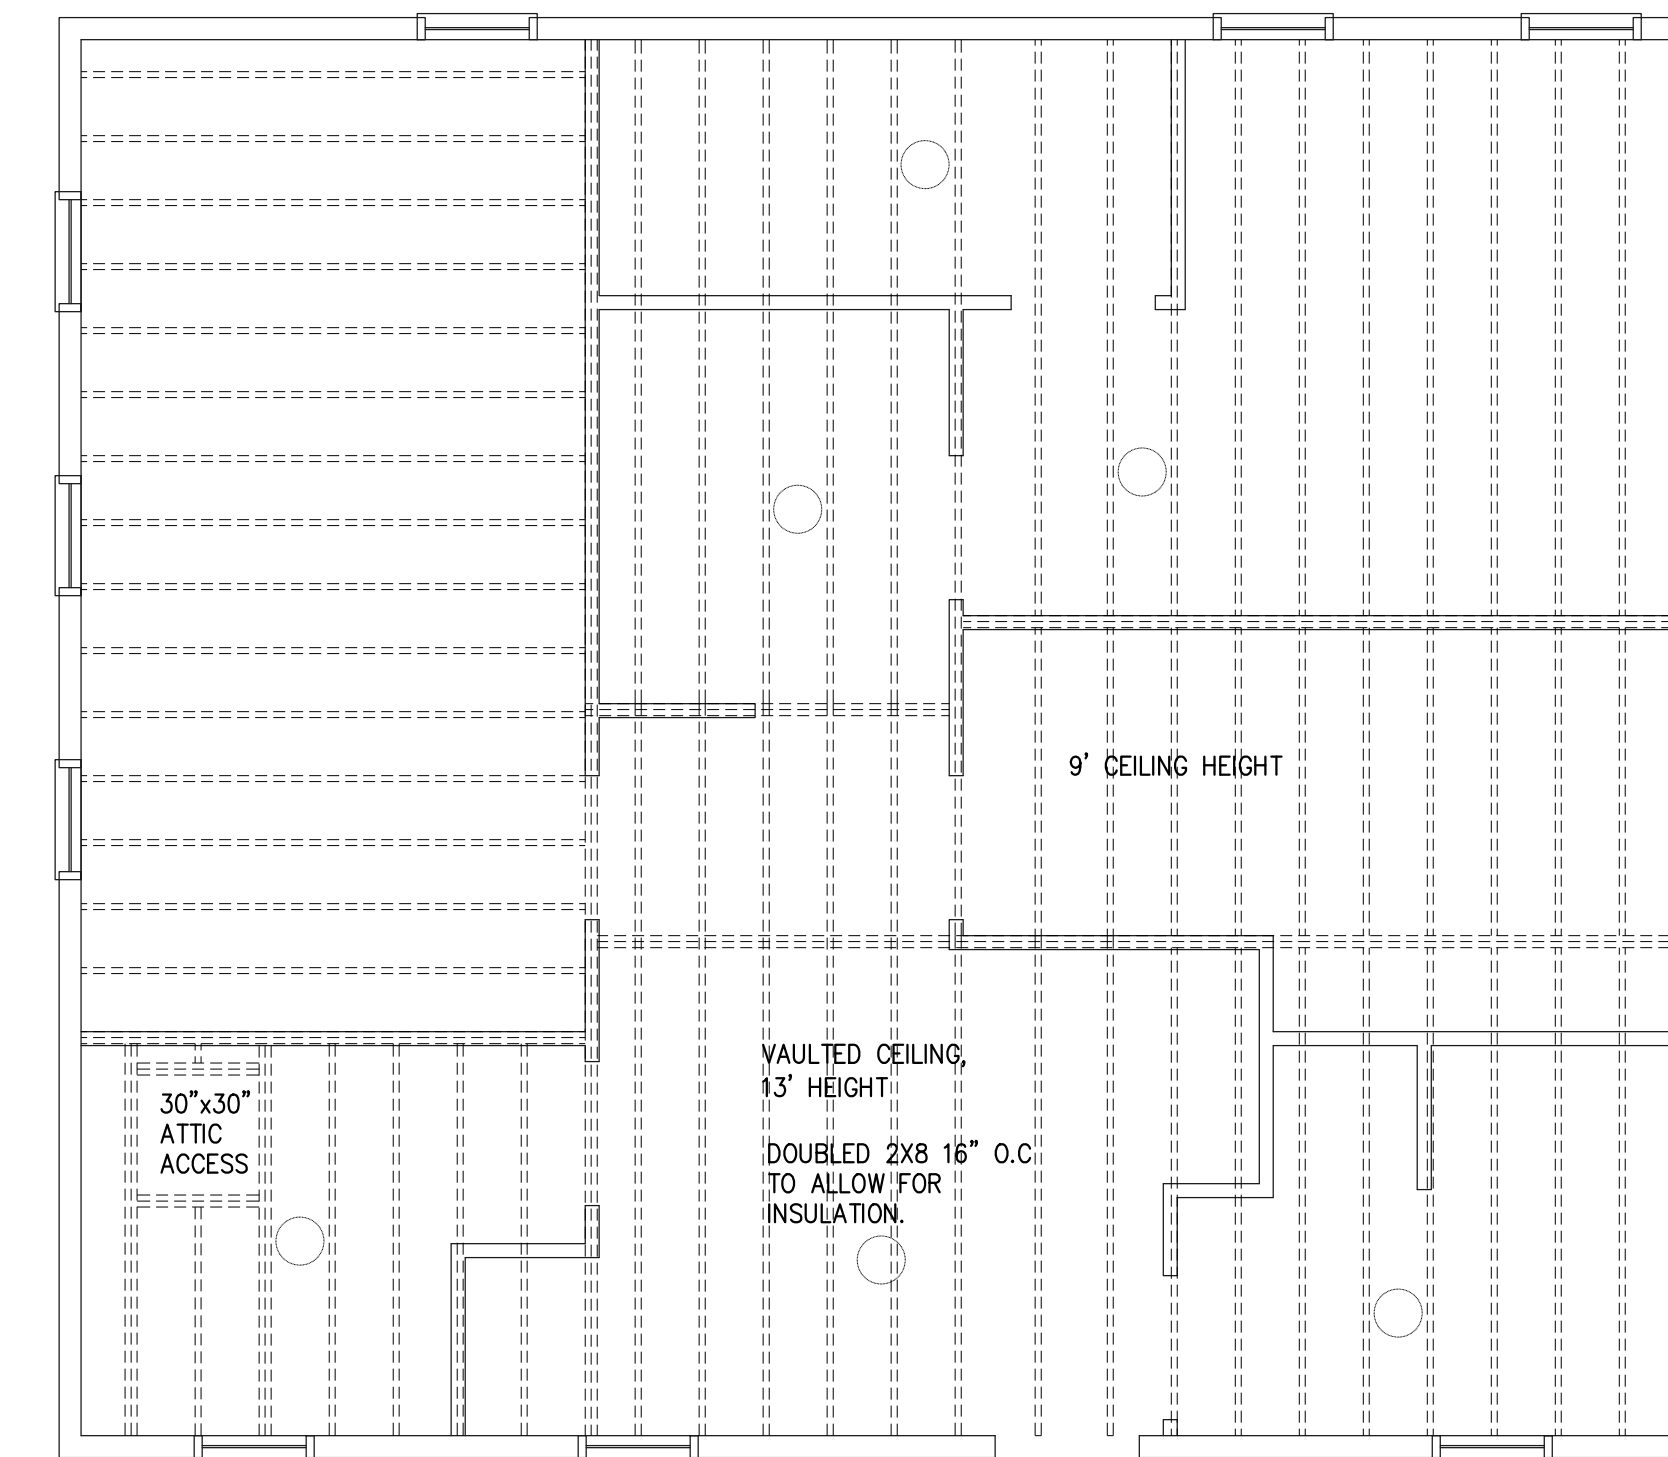 9' CEILING HEIGHT
VAULTED CEILING,
13' HEIGHT
DOUBLED 2X8 16" O.C
TO ALLOW FOR
INSULATION.
30"x30"
ATTIC
ACCESS